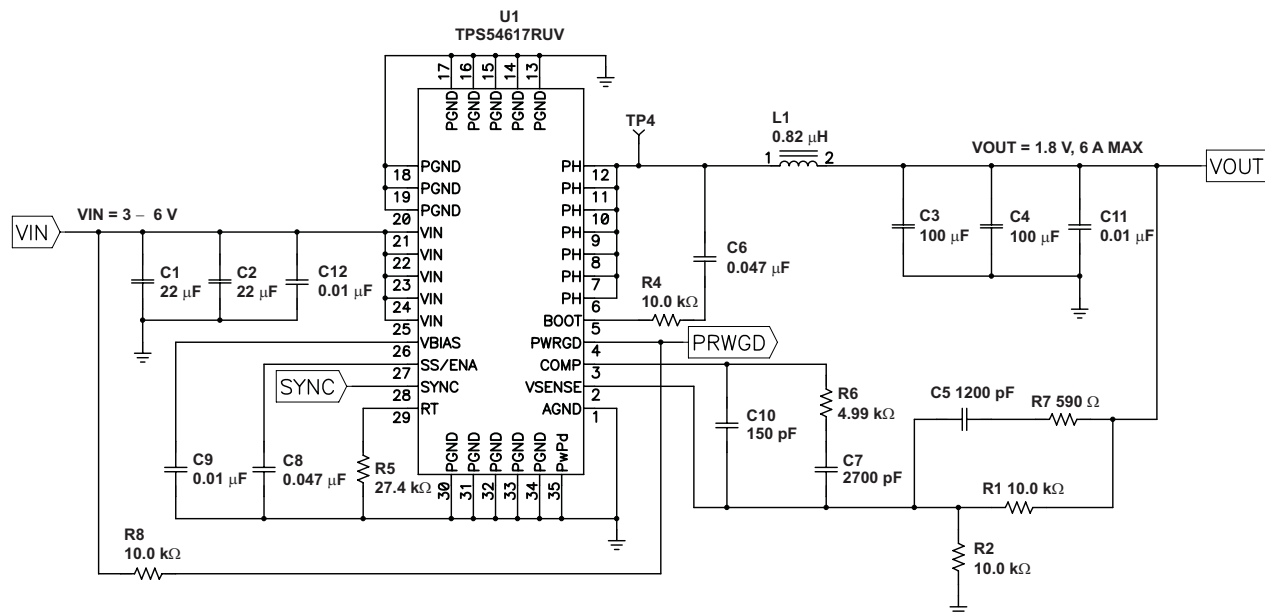 U1
TPS54617RUV
17
16
15
14
13
PGND
PGND
PGND
PGND
PGND
PGND
18
PGND
19
PGND
20
VIN
21
VIN
22
VIN
23
VIN
24
VIN
25
VBIAS
26
SS/ENA
27
SYNC
28
RT
29
PH
12
PH
11
PH
10
PH
9
PH
8
PH
7
PH
6
BOOT
5
PWRGD
4
COMP
3
VSENSE
2
AGND
1
PGND
PGND
PGND
PGND
PGND
PwPd
30
31
32
33
34
35
VIN
VIN = 3 – 6 V
C1
22 μF
C2
22 μF
C12
0.01 μF
SYNC
C9
0.01 μF
C8
0.047 μF
R5
27.4 kΩ
R8
10.0 kΩ
TP4
L1
0.82 μH
1
2
VOUT = 1.8 V, 6 A MAX
VOUT
C3
100 μF
C4
100 μF
C11
0.01 μF
C6
0.047 μF
R4
10.0 kΩ
PRWGD
C10
150 pF
R6
4.99 kΩ
C7
2700 pF
C5 1200 pF
R7 590 Ω
R1 10.0 kΩ
R2
10.0 kΩ